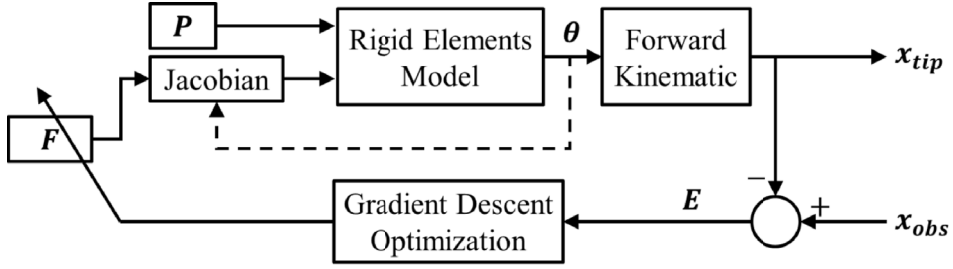 P
Rigid Elements
Model
θ
Forward
Kinematic
x_tip
Jacobian
F
−
Gradient Descent
Optimization
E
+
x_obs